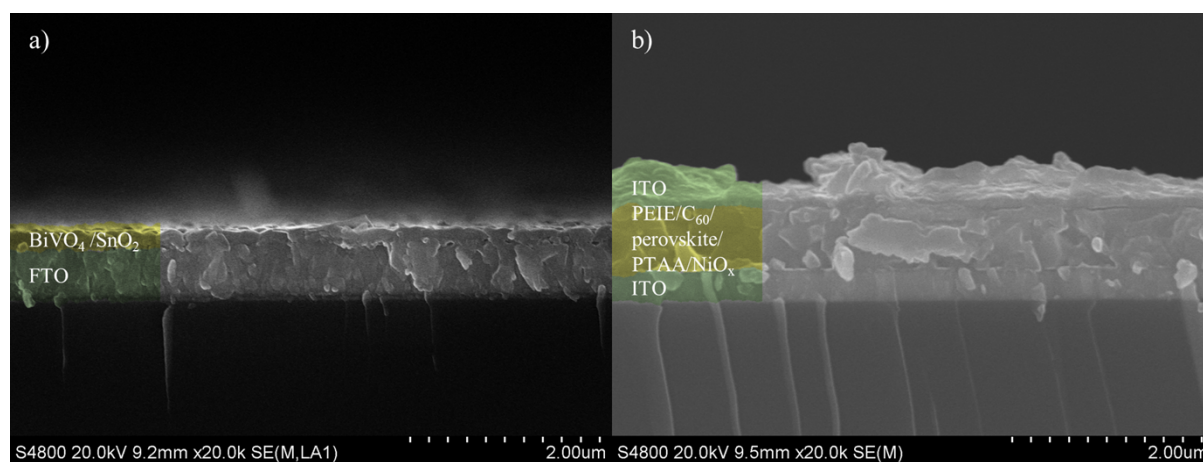 a)
BiVO₄ /SnO₂
FTO
S4800 20.0kV 9.2mm x20.0k SE(M,LA1)
2.00um
b)
ITO
PEIE/C₆₀/
perovskite/
PTAA/NiOₓ
ITO
S4800 20.0kV 9.5mm x20.0k SE(M)
2.00um